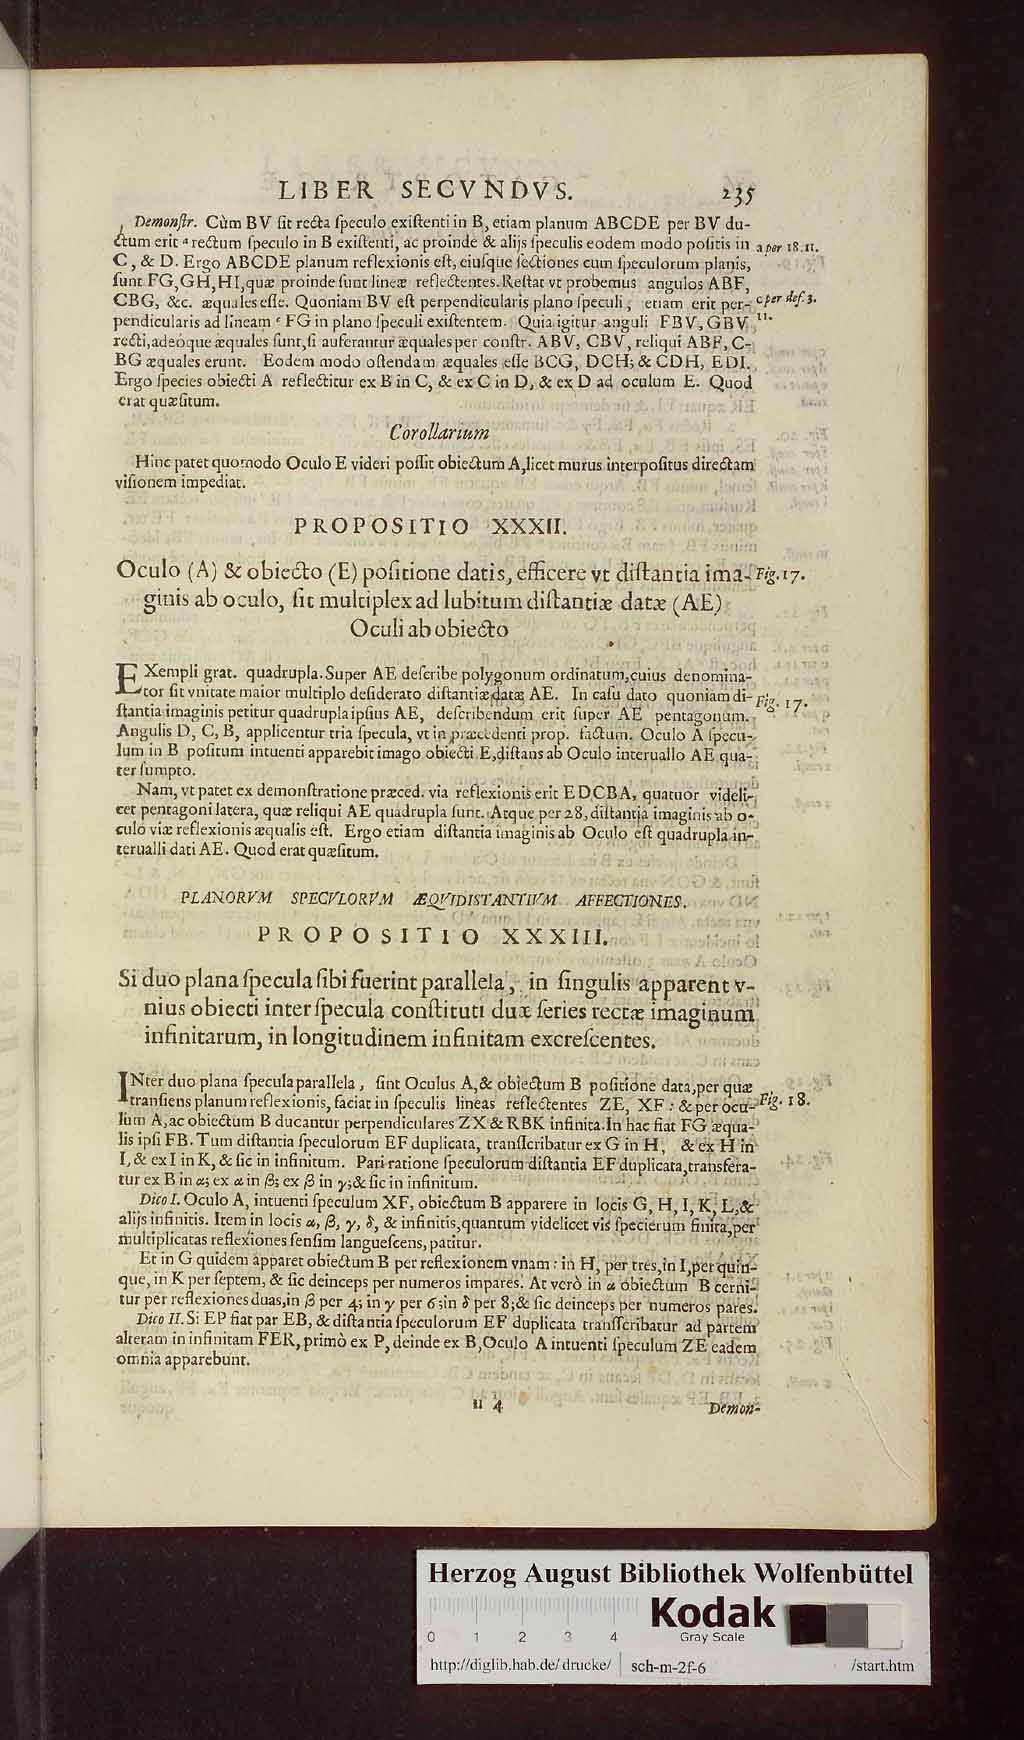 LIBER SECVNDVS. 235
Demonſtr. Cùm BV ſit recta ſpeculo exiſtenti in B, etiam planum ABCDE per BV du-
ctum erit ª rectum ſpeculo in B exiſtenti, ac proinde & alijs ſpeculis eodem modo poſitis in a per 18.11.
C, & D. Ergo ABCDE planum reflexionis eſt, eiuſque ſectiones cum ſpeculorum planis,
ſunt FG, GH, HI, quæ proinde ſunt lineæ reflectentes. Reſtat vt probemus angulos ABF,
CBG, &c. æquales eſſe. Quoniam BV eſt perpendicularis plano ſpeculi, etiam erit per- c per def. 3.
pendicularis ad lineam ᶜ FG in plano ſpeculi exiſtentem. Quia igitur anguli FBV, GBV 11.
recti, adeóque æquales ſunt, ſi auferantur æquales per conſtr. ABV, CBV, reliqui ABF, C-
BG æquales erunt. Eodem modo oſtendam æquales eſſe BCG, DCH; & CDH, EDI.
Ergo ſpecies obiecti A reflectitur ex B in C, & ex C in D, & ex D ad oculum E. Quod
erat quæſitum.
Corollarium
Hinc patet quomodo Oculo E videri poſſit obiectum A, licet murus interpoſitus directam
viſionem impediat.
PROPOSITIO XXXII.
Oculo (A) & obiecto (E) poſitione datis, efficere vt diſtantia ima- Fig. 17.
ginis ab oculo, ſit multiplex ad lubitum diſtantiæ datæ (AE)
Oculi ab obiecto
EXempli grat. quadrupla. Super AE deſcribe polygonum ordinatum, cuius denomina-
tor ſit vnitate maior multiplo deſiderato diſtantiæ datæ AE. In caſu dato quoniam di- Fig. 17.
ſtantia imaginis petitur quadrupla ipſius AE, deſcribendum erit ſuper AE pentagonum.
Angulis D, C, B, applicentur tria ſpecula, vt in præcedenti prop. factum. Oculo A ſpecu-
lum in B poſitum intuenti apparebit imago obiecti E, diſtans ab Oculo interuallo AE qua-
ter ſumpto.
Nam, vt patet ex demonſtratione præced. via reflexionis erit EDCBA, quatuor videli-
cet pentagoni latera, quæ reliqui AE quadrupla ſunt. Atque per 28, diſtantia imaginis ab o-
culo viæ reflexionis æqualis eſt. Ergo etiam diſtantia imaginis ab Oculo eſt quadrupla in-
terualli dati AE. Quod erat quæſitum.
PLANORVM SPECVLORVM ÆQVIDISTANTIVM AFFECTIONES.
PROPOSITIO XXXIII.
Si duo plana ſpecula ſibi fuerint parallela, in ſingulis apparent v-
nius obiecti inter ſpecula conſtituti duæ ſeries rectæ imaginum
infinitarum, in longitudinem infinitam excreſcentes.
INter duo plana ſpecula parallela, ſint Oculus A, & obiectum B poſitione data, per quæ
tranſiens planum reflexionis, faciat in ſpeculis lineas reflectentes ZE, XF : & per ocu- Fig. 18.
lum A, ac obiectum B ducantur perpendiculares ZX & RBK infinita. In hac fiat FG æqua-
lis ipſi FB. Tum diſtantia ſpeculorum EF duplicata, tranſſcribatur ex G in H, & ex H in
I, & ex I in K, & ſic in infinitum. Pari ratione ſpeculorum diſtantia EF duplicata, transfera-
tur ex B in α; ex α in β; ex β in γ; & ſic in infinitum.
Dico I. Oculo A, intuenti ſpeculum XF, obiectum B apparere in locis G, H, I, K, L, &
alijs infinitis. Item in locis α, β, γ, δ, & infinitis, quantum videlicet vis ſpecierum finita, per
multiplicatas reflexiones ſenſim langueſcens, patitur.
Et in G quidem apparet obiectum B per reflexionem vnam : in H, per tres, in I, per quin-
que, in K per ſeptem, & ſic deinceps per numeros impares. At verò in α obiectum B cerni-
tur per reflexiones duas, in β per 4; in γ per 6; in δ per 8; & ſic deinceps per numeros pares.
Dico II. Si EP fiat par EB, & diſtantia ſpeculorum EF duplicata tranſſeribatur ad partem
alteram in infinitam FER, primò ex P, deinde ex B, Oculo A intuenti ſpeculum ZE eadem
omnia apparebunt.
11 4 Demon-
Herzog August Bibliothek Wolfenbüttel
Kodak
Gray Scale
0 1 2 3 4
http://diglib.hab.de/drucke/ sch-m-2f-6 /start.htm